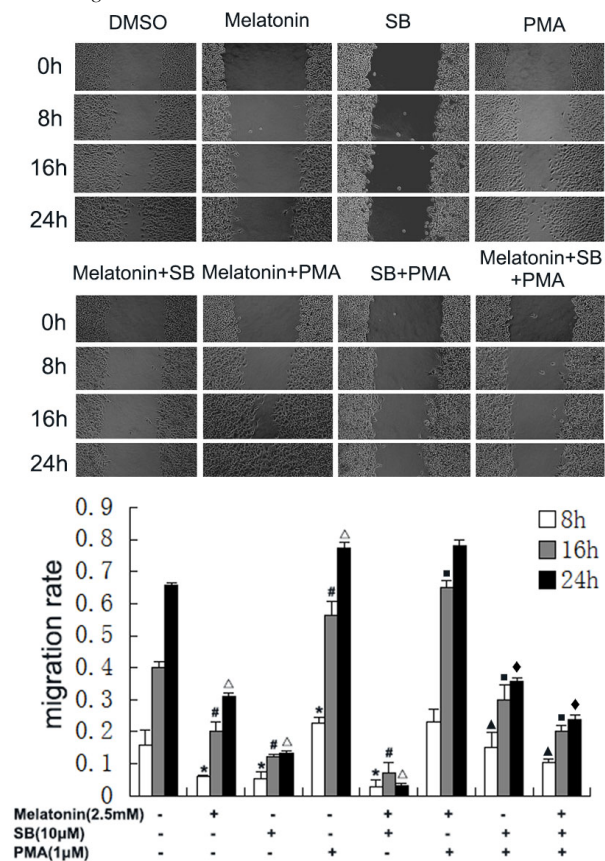 DMSO Melatonin SB PMA
0h
8h
16h
24h
Melatonin+SB Melatonin+PMA SB+PMA Melatonin+SB
+PMA
0h
8h
16h
24h
migration rate
0.9
0.8
0.7
0.6
0.5
0.4
0.3
0.2
0.1
0
8h
16h
24h
* # △
* # △
* # △
* # △
■
▲ ■ ◆
▲ ■ ◆
Melatonin(2.5mM) - + - - + + - +
SB(10μM) - - + - + - + +
PMA(1μM) - - - + - + + +